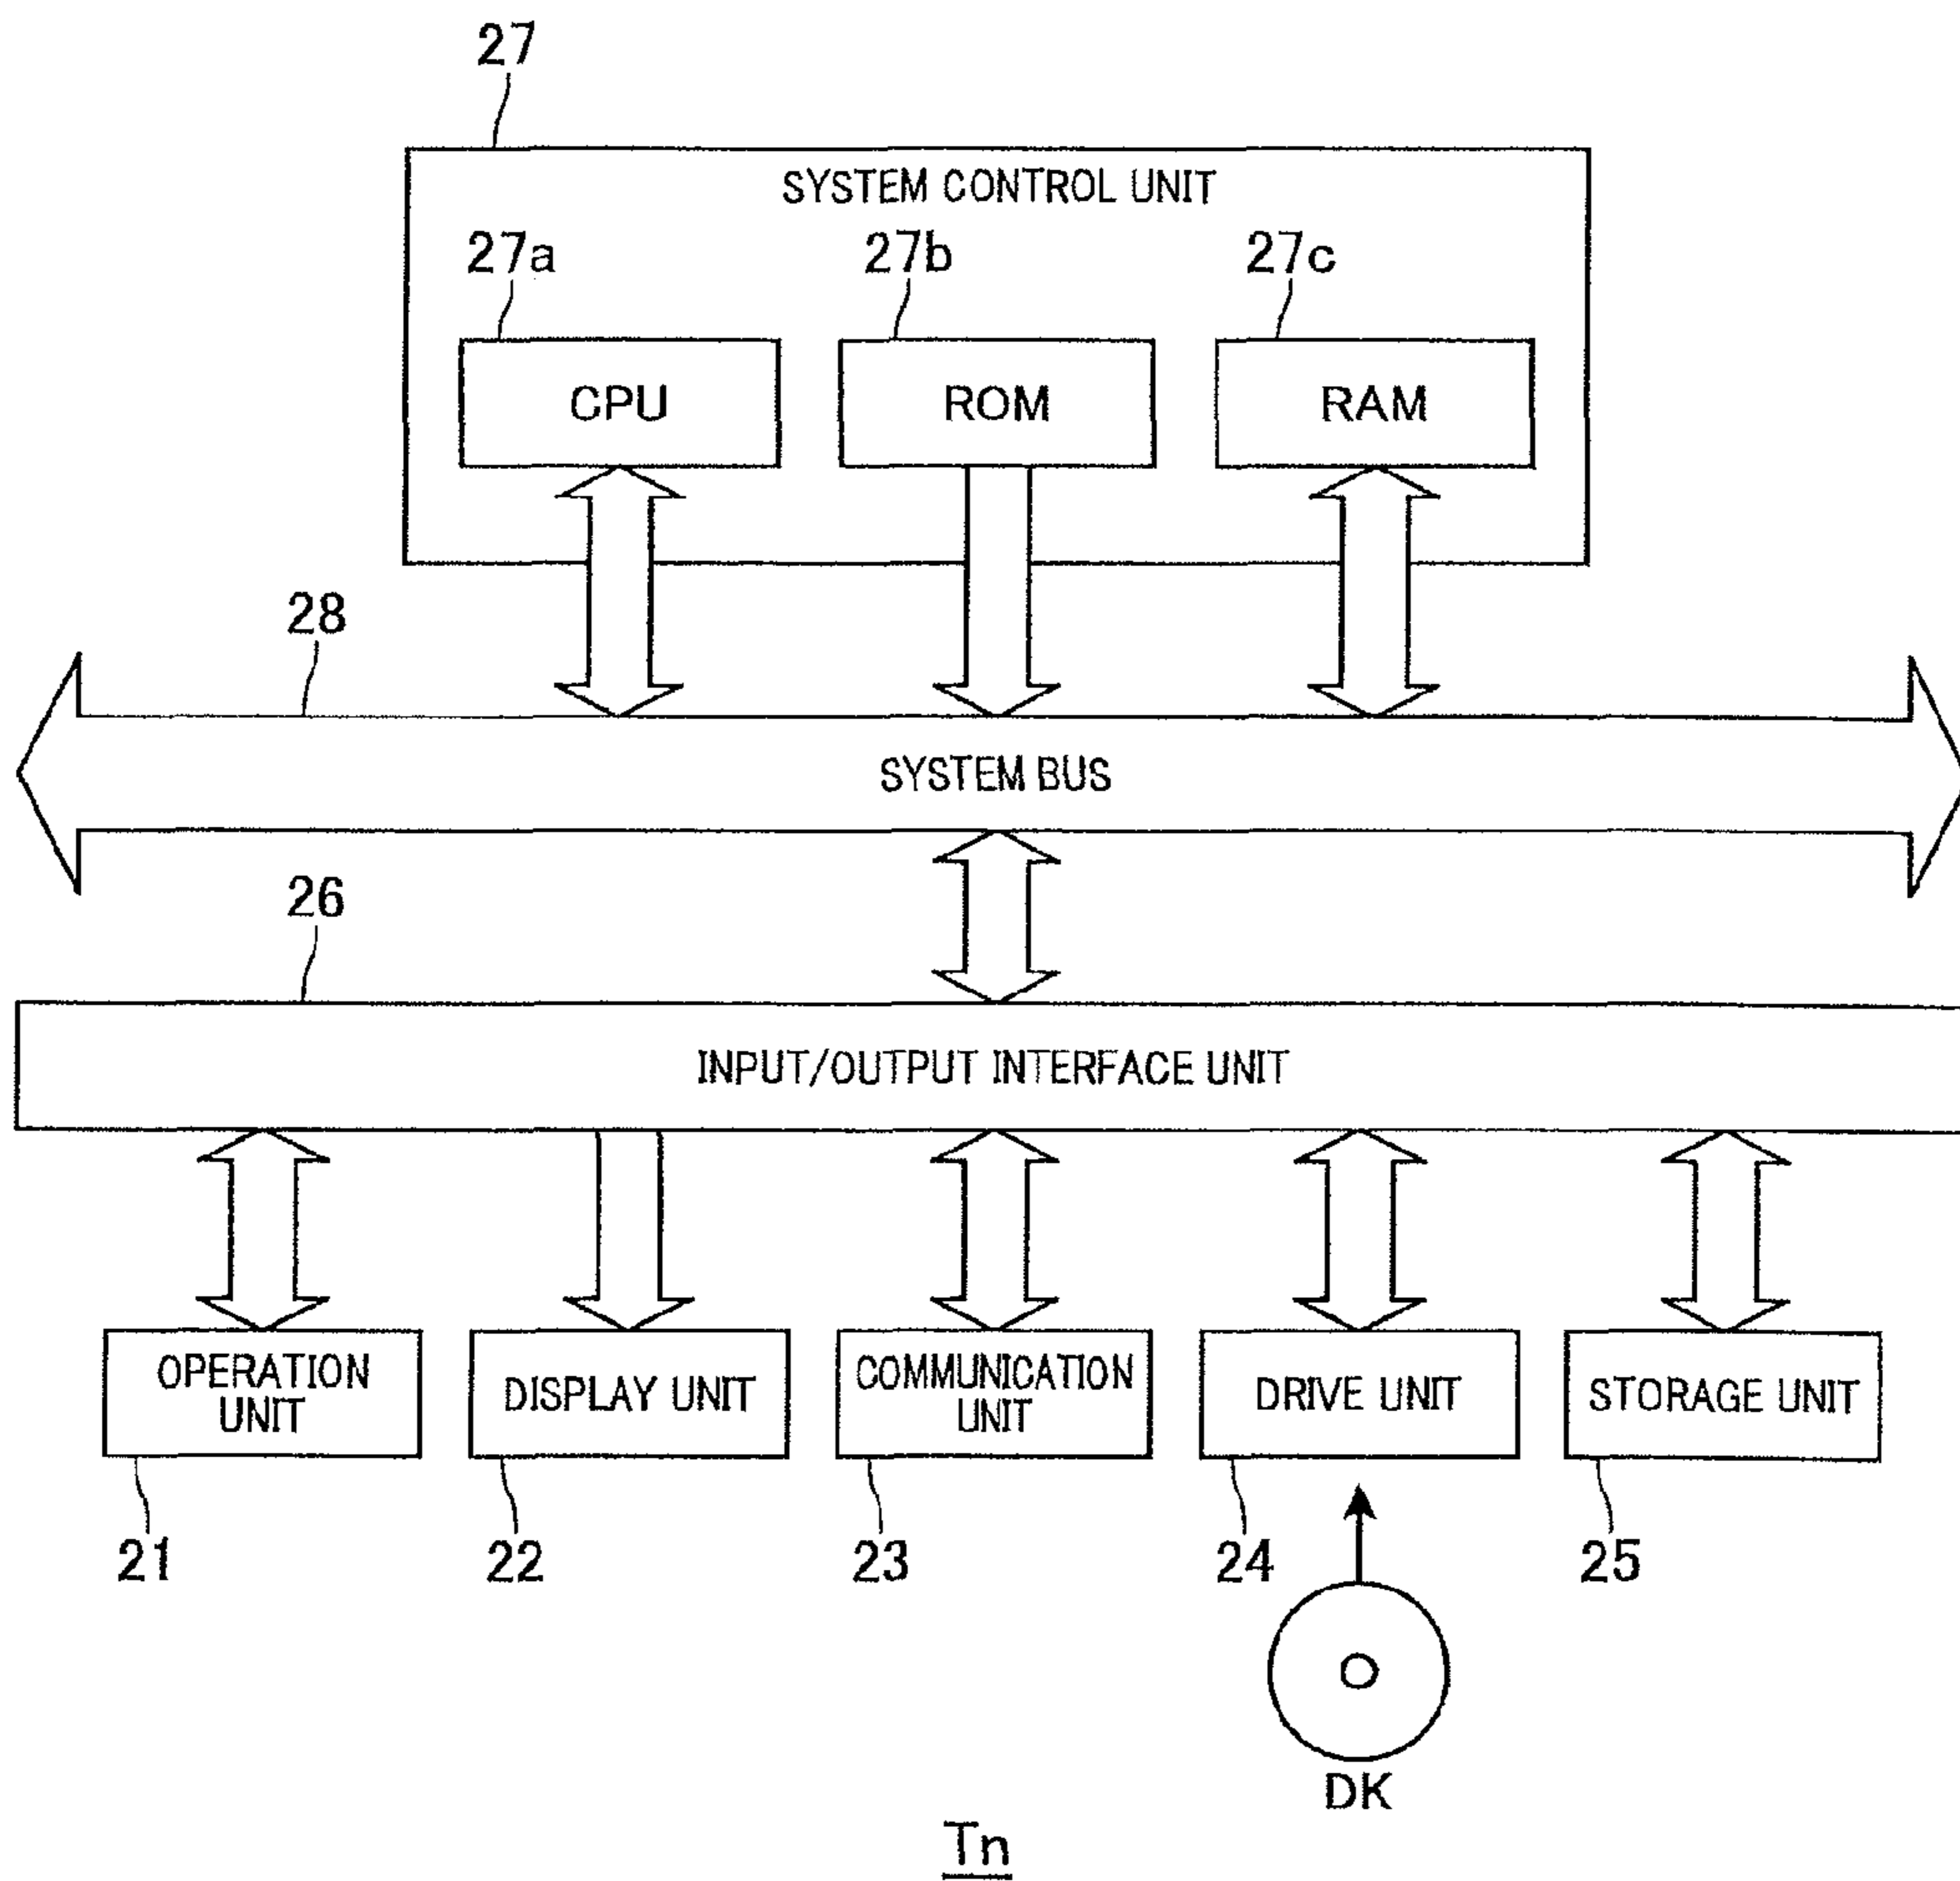 27
SYSTEM CONTROL UNIT
27a 27b 27c
CPU ROM RAM
28
SYSTEM BUS
26
INPUT/OUTPUT INTERFACE UNIT
OPERATION
UNIT
DISPLAY UNIT
COMMUNICATION
UNIT
DRIVE UNIT
STORAGE UNIT
21 22 23 24 25
DK
Tn